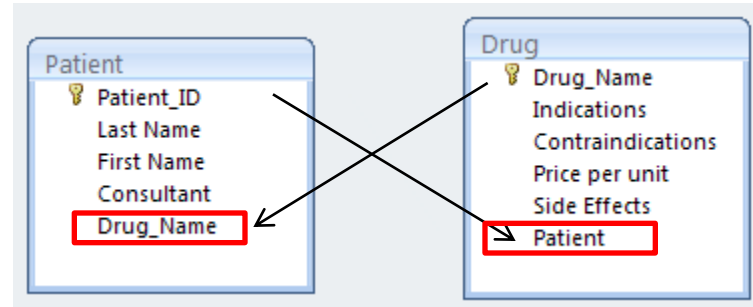 Patient
Patient_ID
Last Name
First Name
Consultant
Drug_Name
Drug
Drug_Name
Indications
Contraindications
Price per unit
Side Effects
Patient